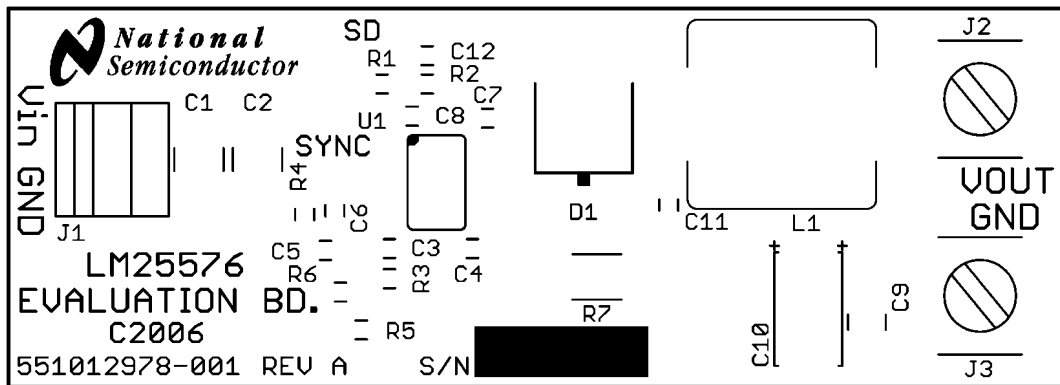 National
Semiconductor
SD
R1
C12
R2
J2
Vin GND
C1
C2
U1
C8
C7
SYNC
R4
VOUT
GND
J1
C6
D1
C11
L1
C5
C3
C4
LM25576
R6
R3
EVALUATION BD.
C9
C2006
R5
R7
C10
551012978-001 REV A
S/N
J3